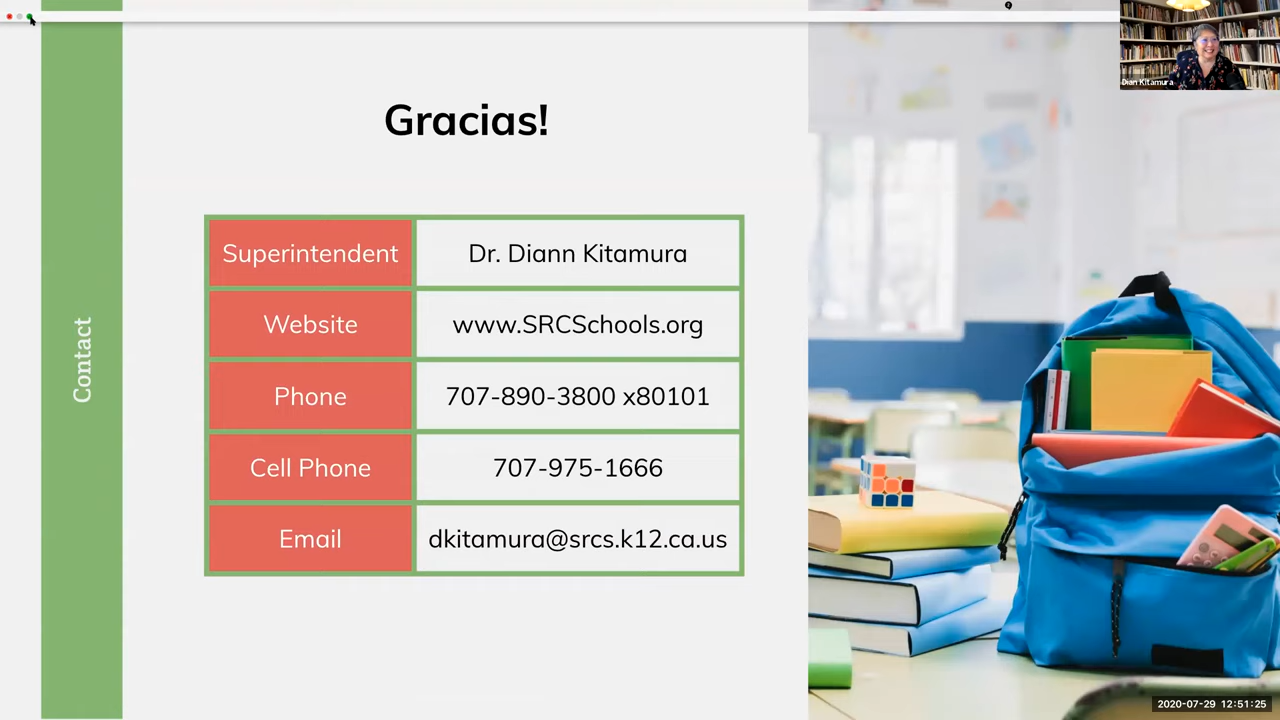 Gracias!
Contact
Superintendent Dr. Diann Kitamura
Website www.SRCSchools.org
Phone 707-890-3800 x80101
Cell Phone 707-975-1666
Email dkitamura@srcs.k12.ca.us
Dian Kitamura
2020-07-29 12:51:25